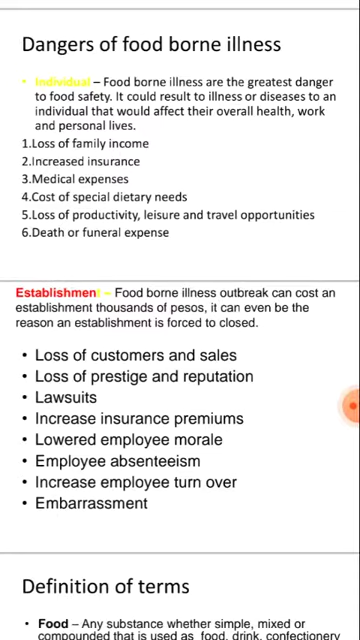 Dangers of food borne illness
• Individual – Food borne illness are the greatest danger
to food safety. It could result to illness or diseases to an
individual that would affect their overall health, work
and personal lives.
1.Loss of family income
2.Increased insurance
3.Medical expenses
4.Cost of special dietary needs
5.Loss of productivity, leisure and travel opportunities
6.Death or funeral expense
Establishment – Food borne illness outbreak can cost an
establishment thousands of pesos, it can even be the
reason an establishment is forced to closed.
• Loss of customers and sales
• Loss of prestige and reputation
• Lawsuits
• Increase insurance premiums
• Lowered employee morale
• Employee absenteeism
• Increase employee turn over
• Embarrassment
Definition of terms
• Food – Any substance whether simple, mixed or
compounded that is used as food, drink, confectionery